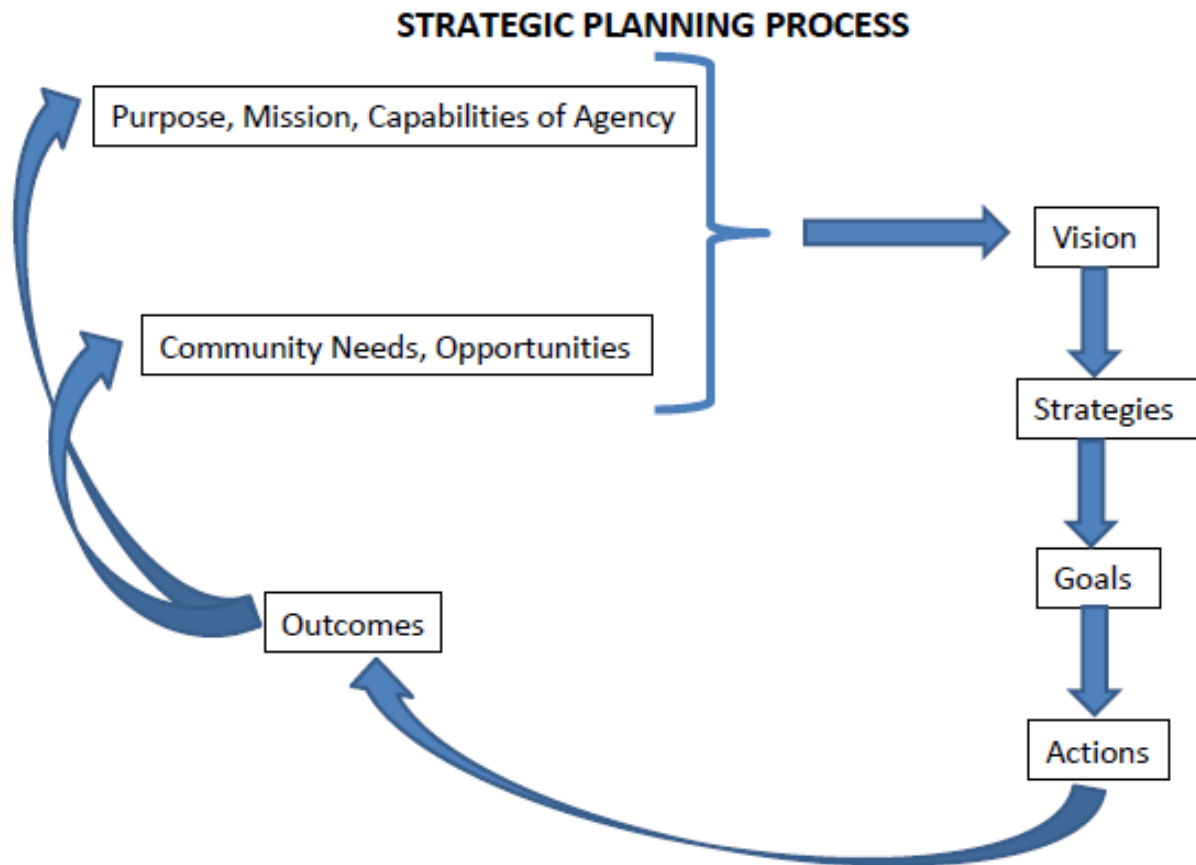 STRATEGIC PLANNING PROCESS
Purpose, Mission, Capabilities of Agency
Vision
Community Needs, Opportunities
Strategies
Goals
Outcomes
Actions